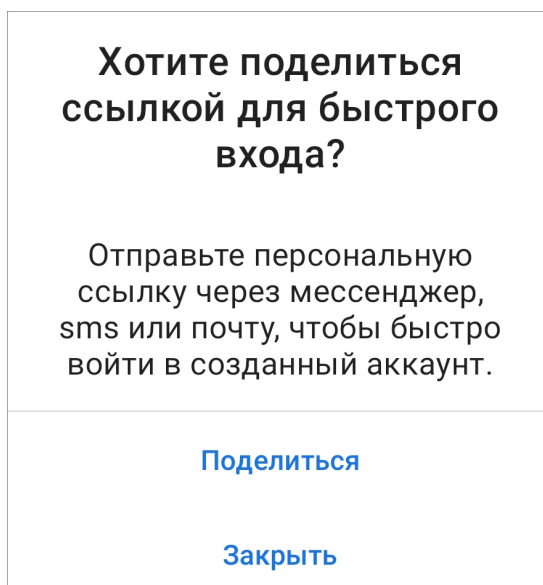 Хотите поделиться
ссылкой для быстрого
входа?
Отправьте персональную
ссылку через мессенджер,
sms или почту, чтобы быстро
войти в созданный аккаунт.
Поделиться
Закрыть